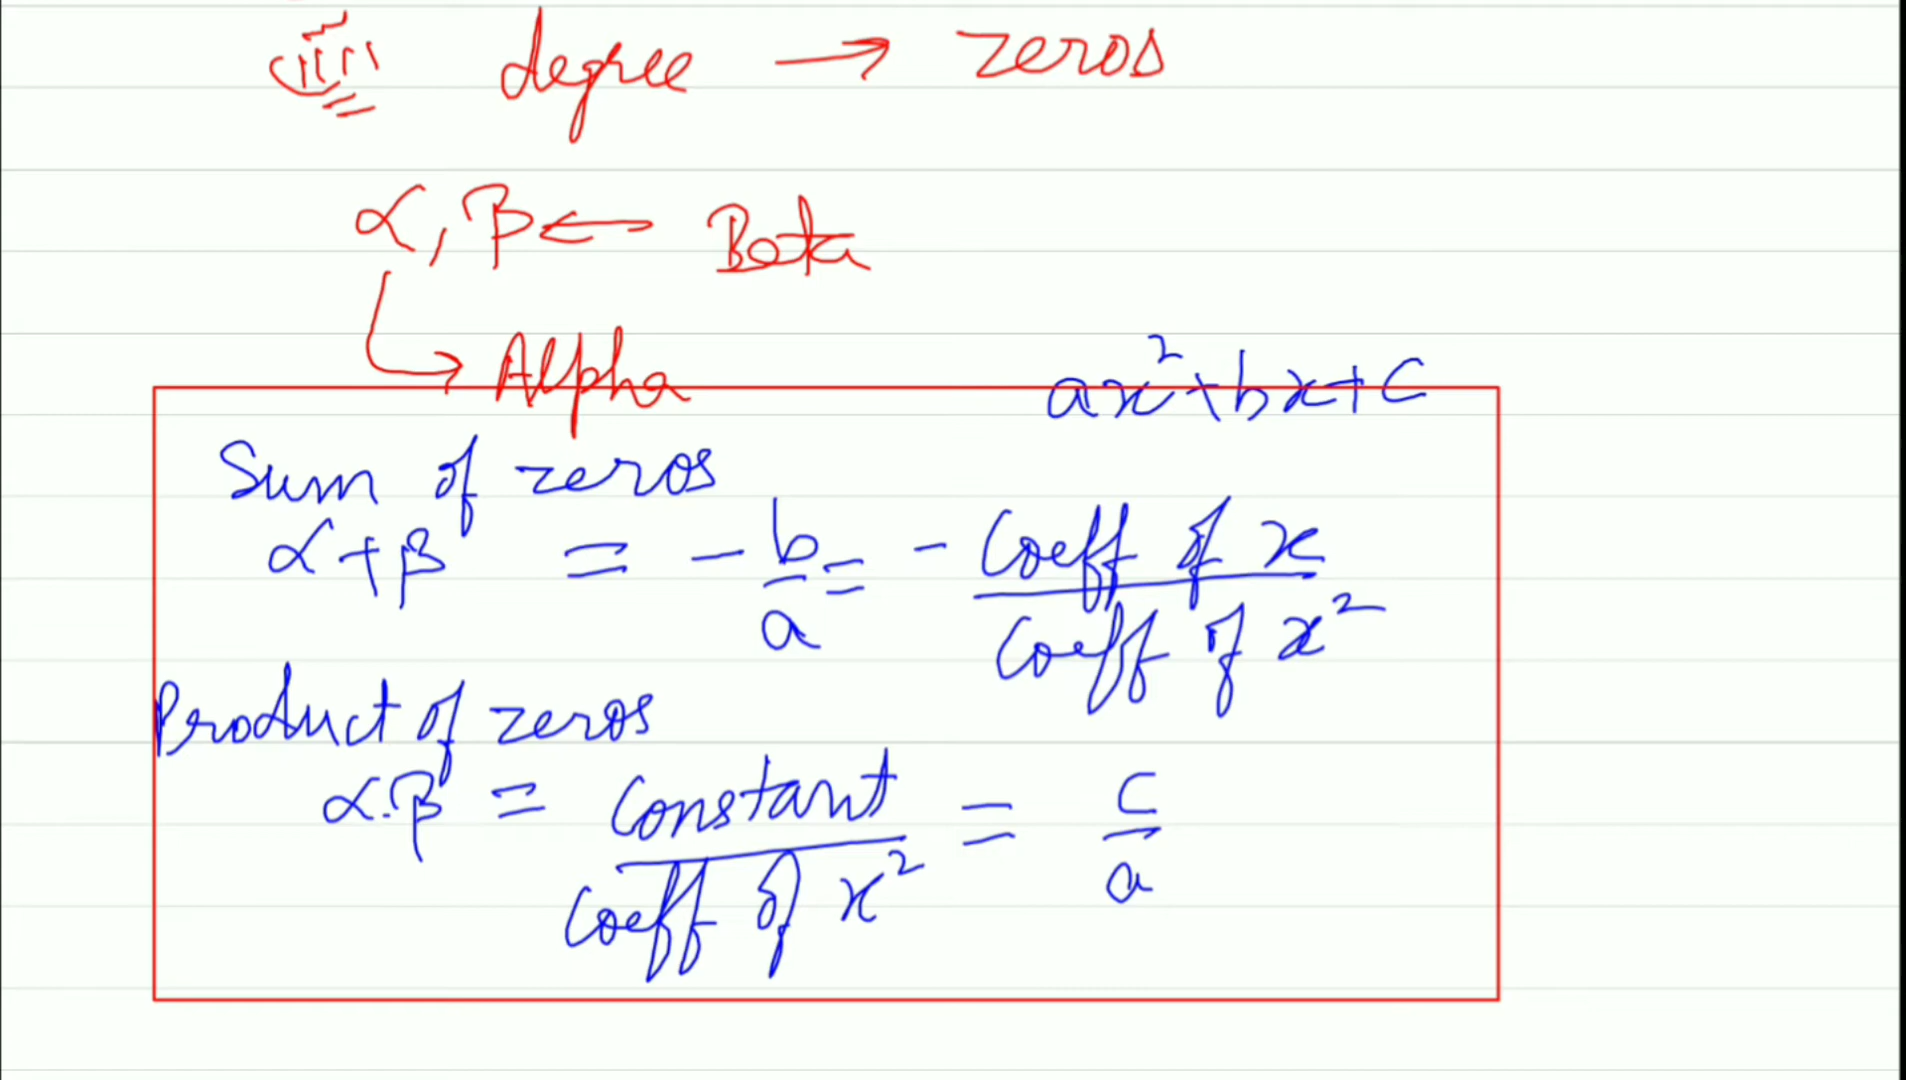 degree → zeros
α, β ← Beta
→ Alpha
ax² + bx + c
Sum of zeros
α + β = - b/a = - Coeff of x / Coeff of x²
Product of zeros
α.β = Constant / Coeff of x² = c/a